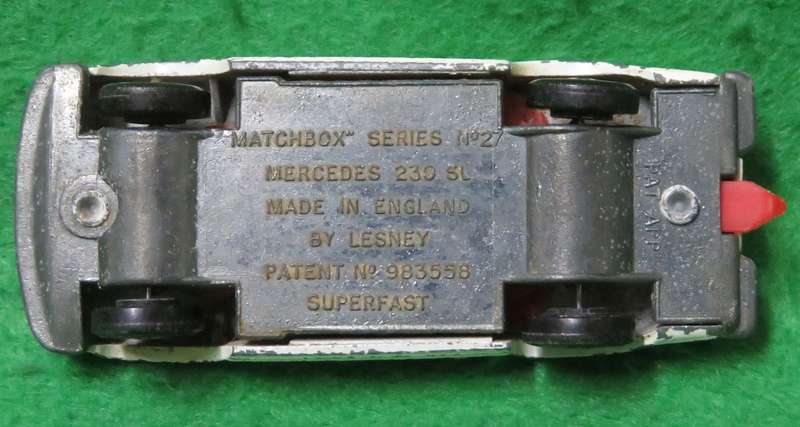 "MATCHBOX" SERIES Nº27
MERCEDES 230 SL
MADE IN ENGLAND
BY LESNEY
PATENT Nº 983558
SUPERFAST
PAT APP